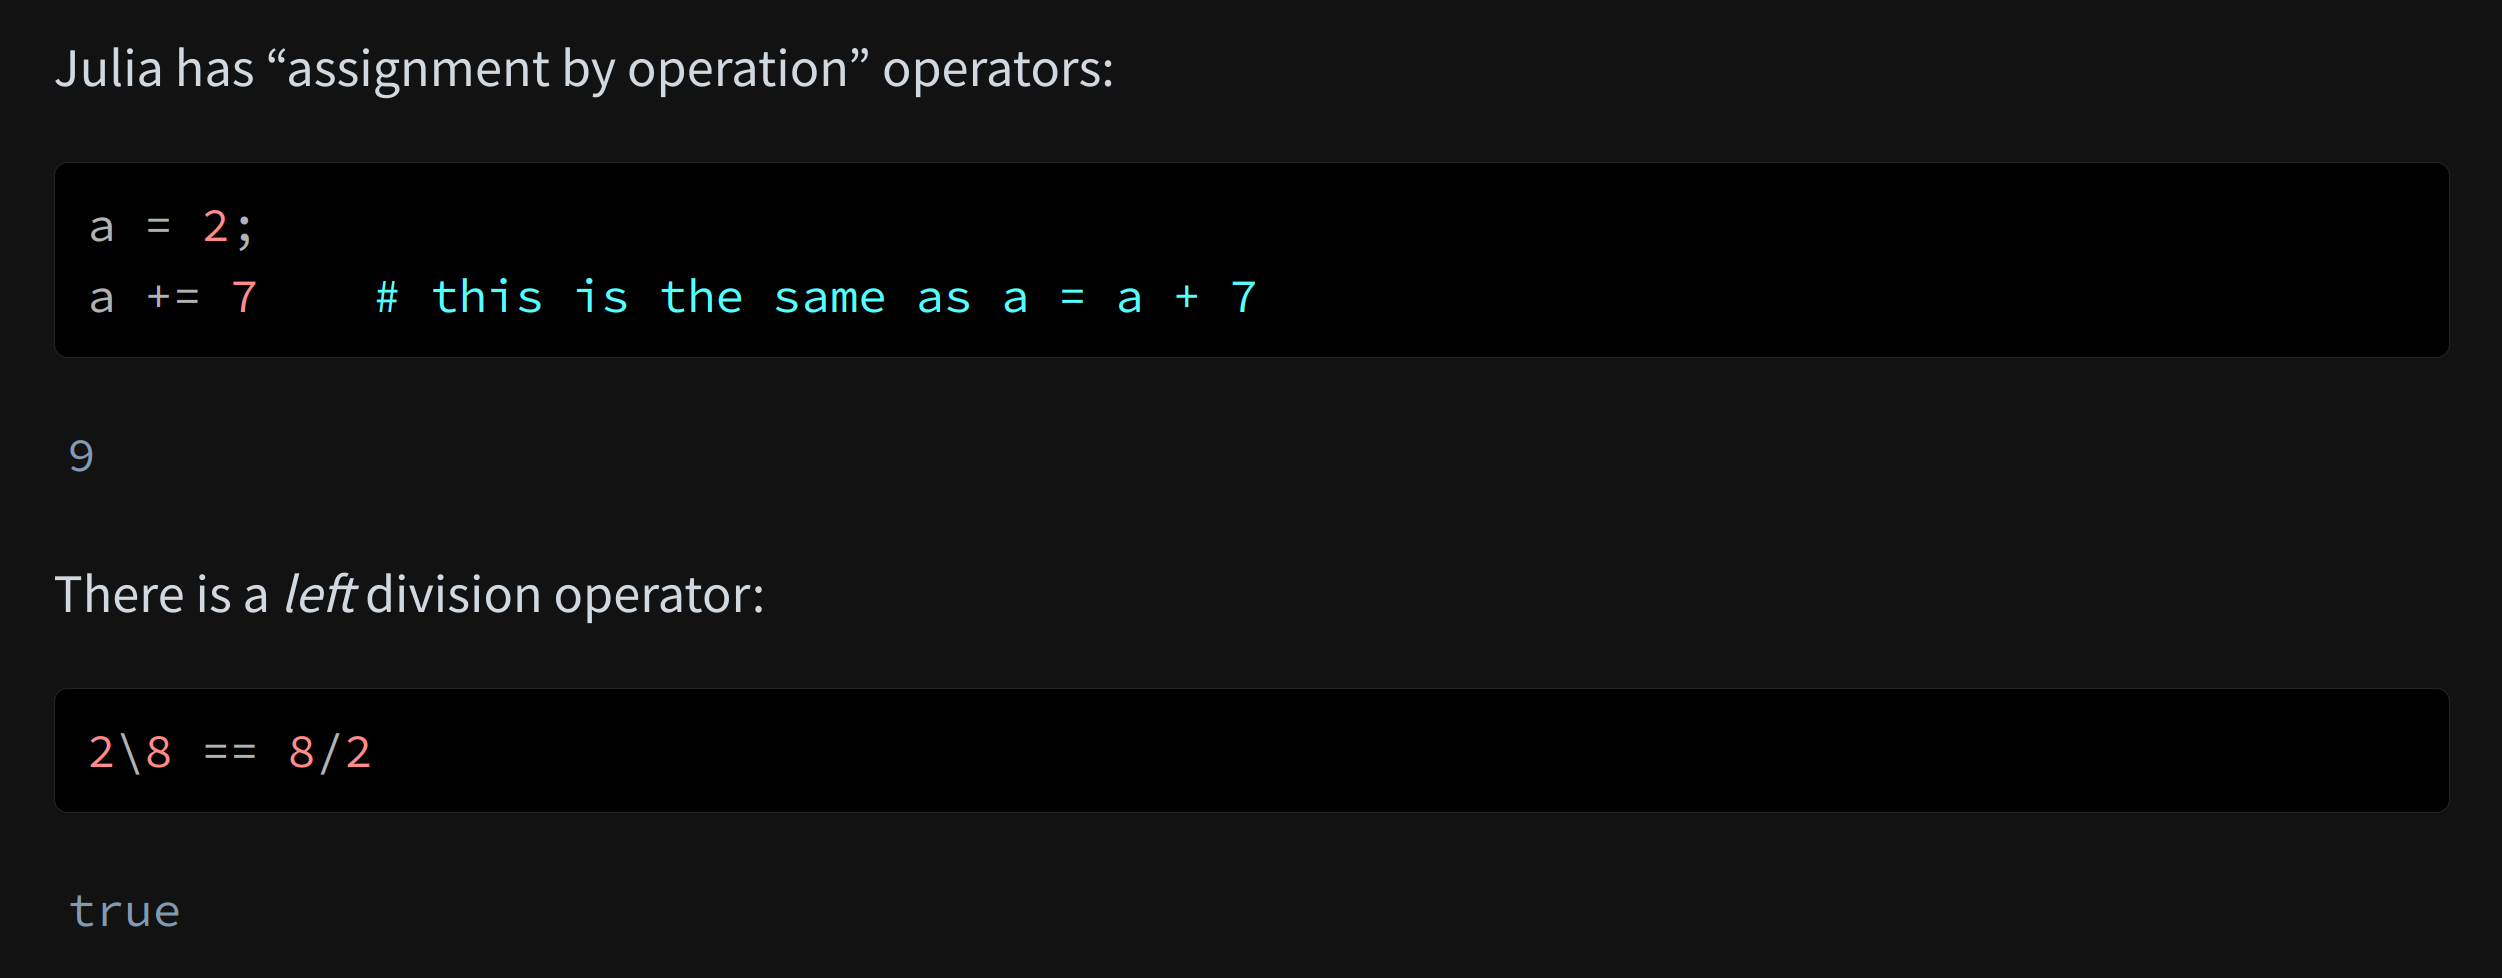 Julia has “assignment by operation” operators:
a = 2;
a += 7    # this is the same as a = a + 7
9
There is a left division operator:
2\8 == 8/2
true